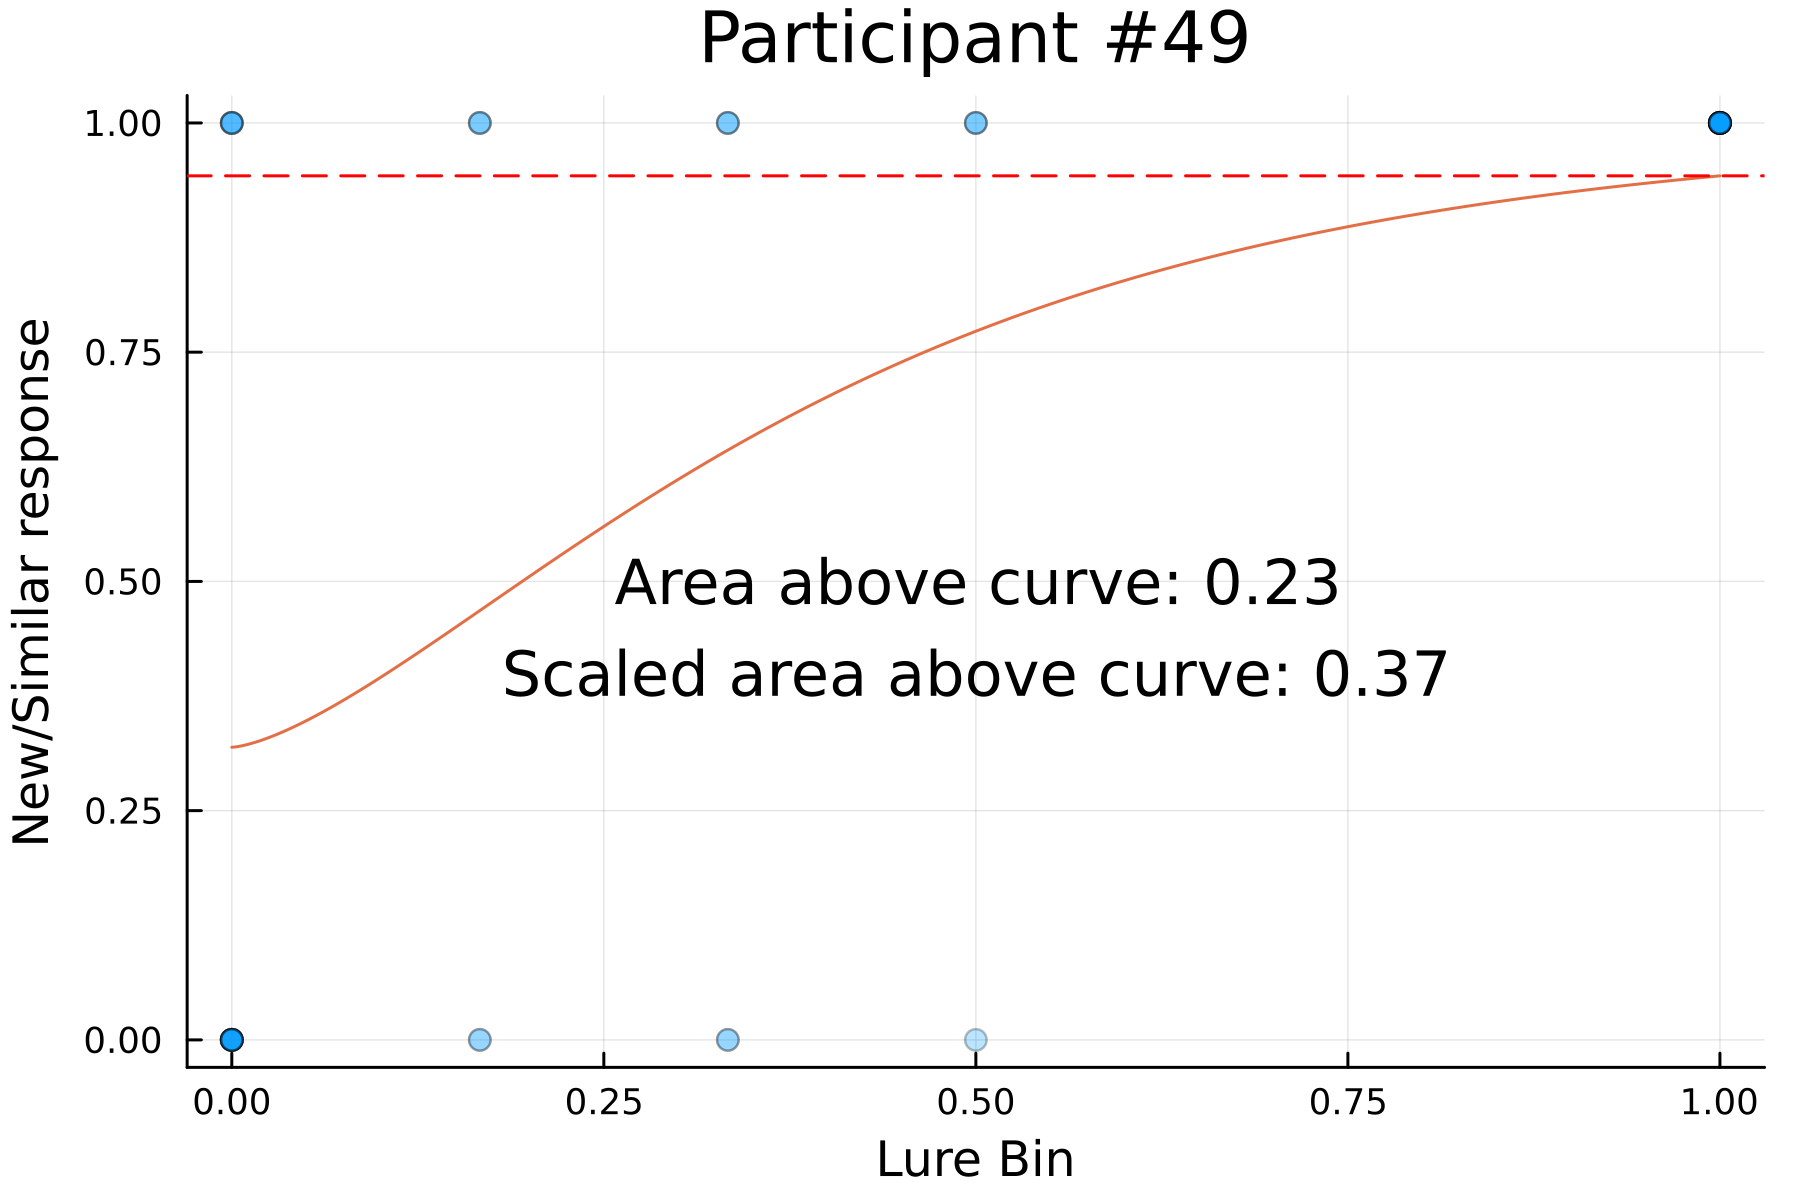 Participant #49
New/Similar response
1.00
0.75
0.50
0.25
0.00
Area above curve: 0.23
Scaled area above curve: 0.37
0.00 0.25 0.50 0.75 1.00
Lure Bin